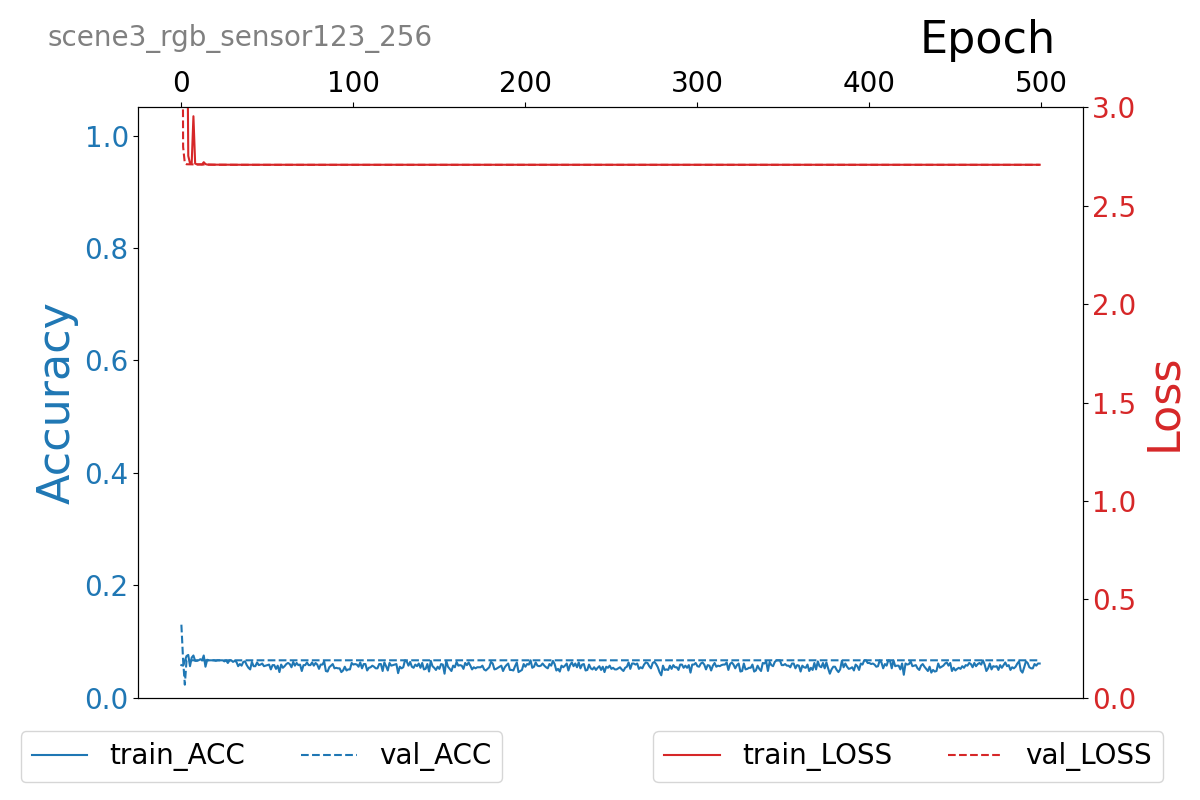 scene3_rgb_sensor123_256
Epoch
0 100 200 300 400 500
1.0
0.8
0.6
0.4
0.2
0.0
Accuracy
3.0
2.5
2.0
1.5
1.0
0.5
0.0
Loss
train_ACC val_ACC
train_LOSS val_LOSS